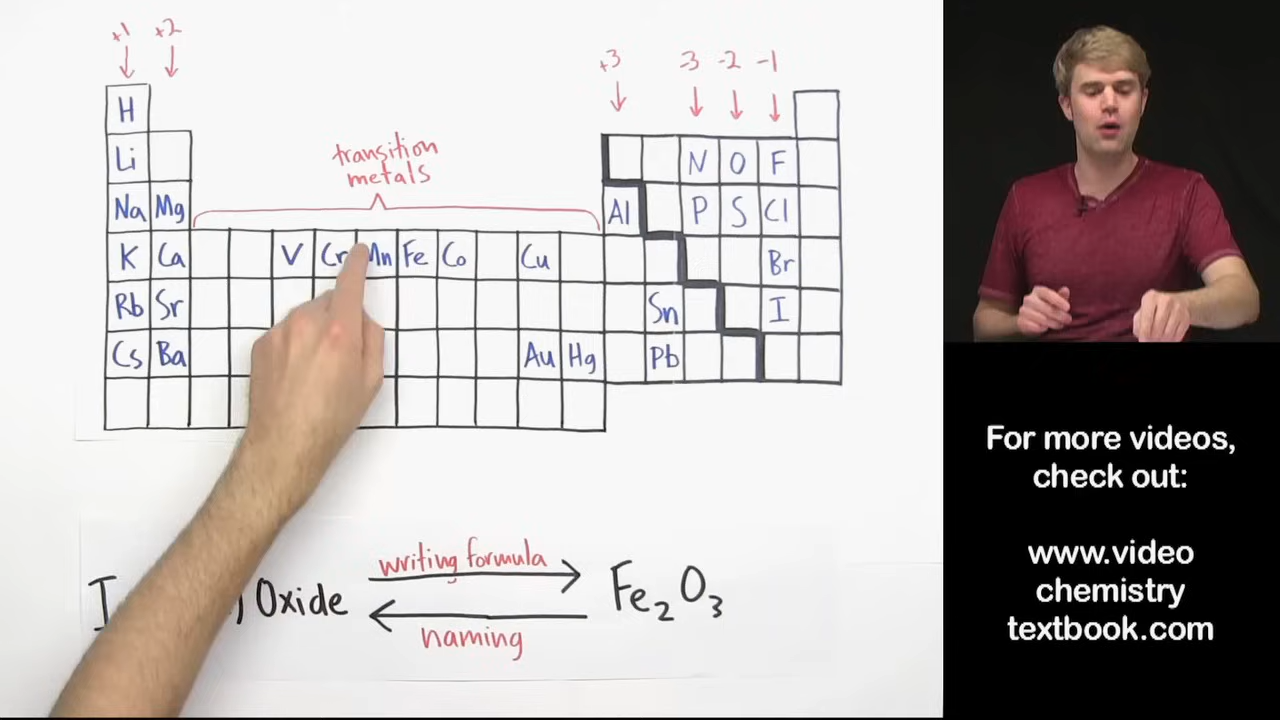 +1 +2
+3 -3 -2 -1
H
transition
metals
Li N O F
Na Mg Al P S Cl
K Ca V Cr Mn Fe Co Cu Br
Rb Sr Sn I
Cs Ba Au Hg Pb
For more videos,
check out:
www.video
chemistry
textbook.com
writing formula
Oxide Fe₂O₃
naming